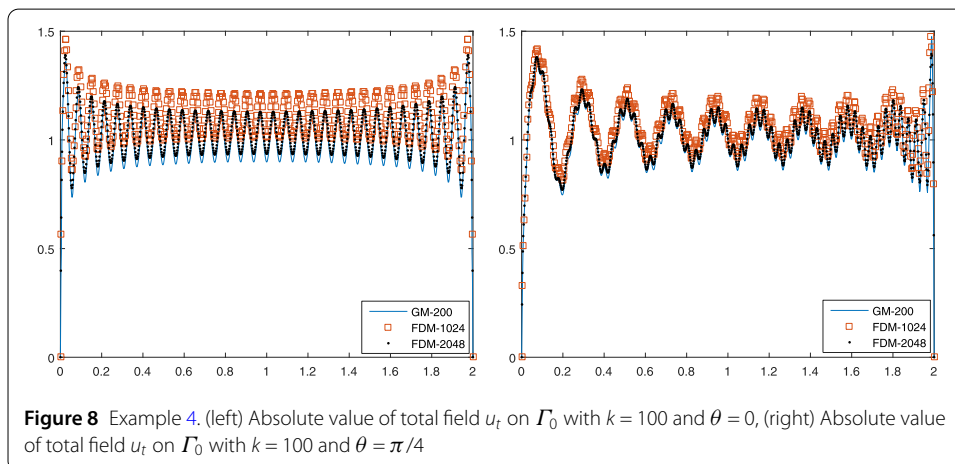 1.5
1
0.5
0
0 0.2 0.4 0.6 0.8 1 1.2 1.4 1.6 1.8 2
GM-200
FDM-1024
FDM-2048
1.5
1
0.5
0
0 0.2 0.4 0.6 0.8 1 1.2 1.4 1.6 1.8 2
GM-200
FDM-1024
FDM-2048
Figure 8 Example 4. (left) Absolute value of total field uₜ on Γ₀ with k = 100 and θ = 0, (right) Absolute value
of total field uₜ on Γ₀ with k = 100 and θ = π/4